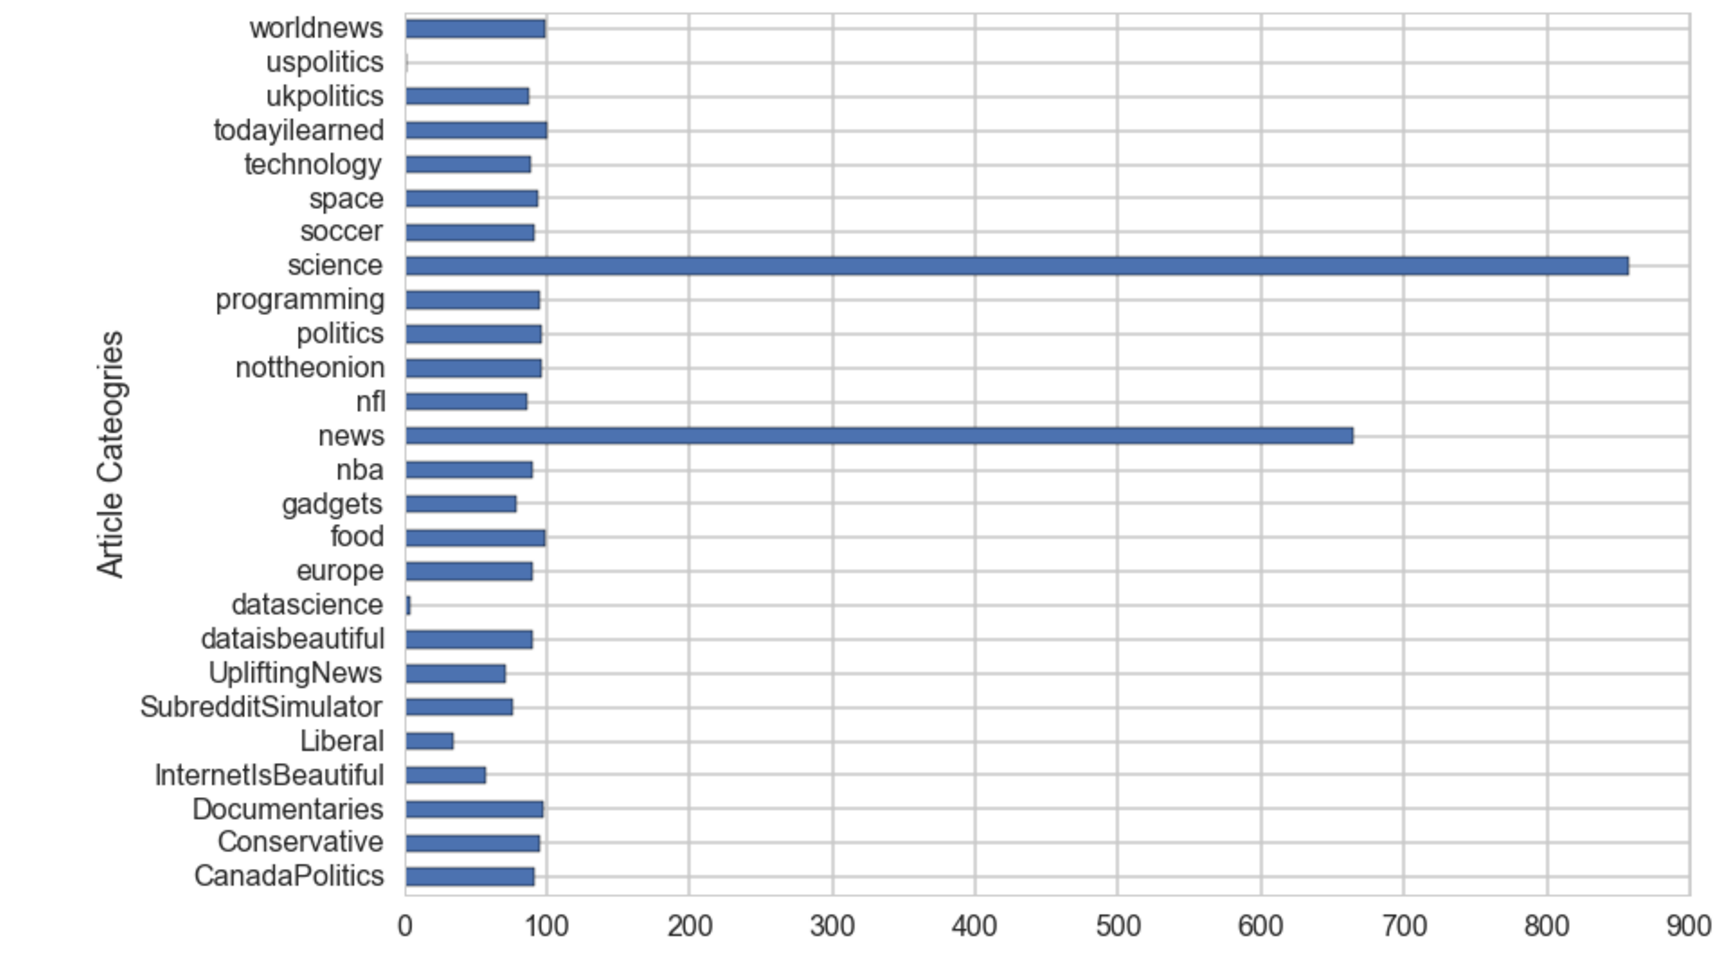 worldnews
uspolitics
ukpolitics
todayilearned
technology
space
soccer
science
programming
politics
nottheonion
nfl
news
nba
gadgets
food
europe
datascience
dataisbeautiful
UpliftingNews
SubredditSimulator
Liberal
InternetIsBeautiful
Documentaries
Conservative
CanadaPolitics
Article Cateogries
0 100 200 300 400 500 600 700 800 900